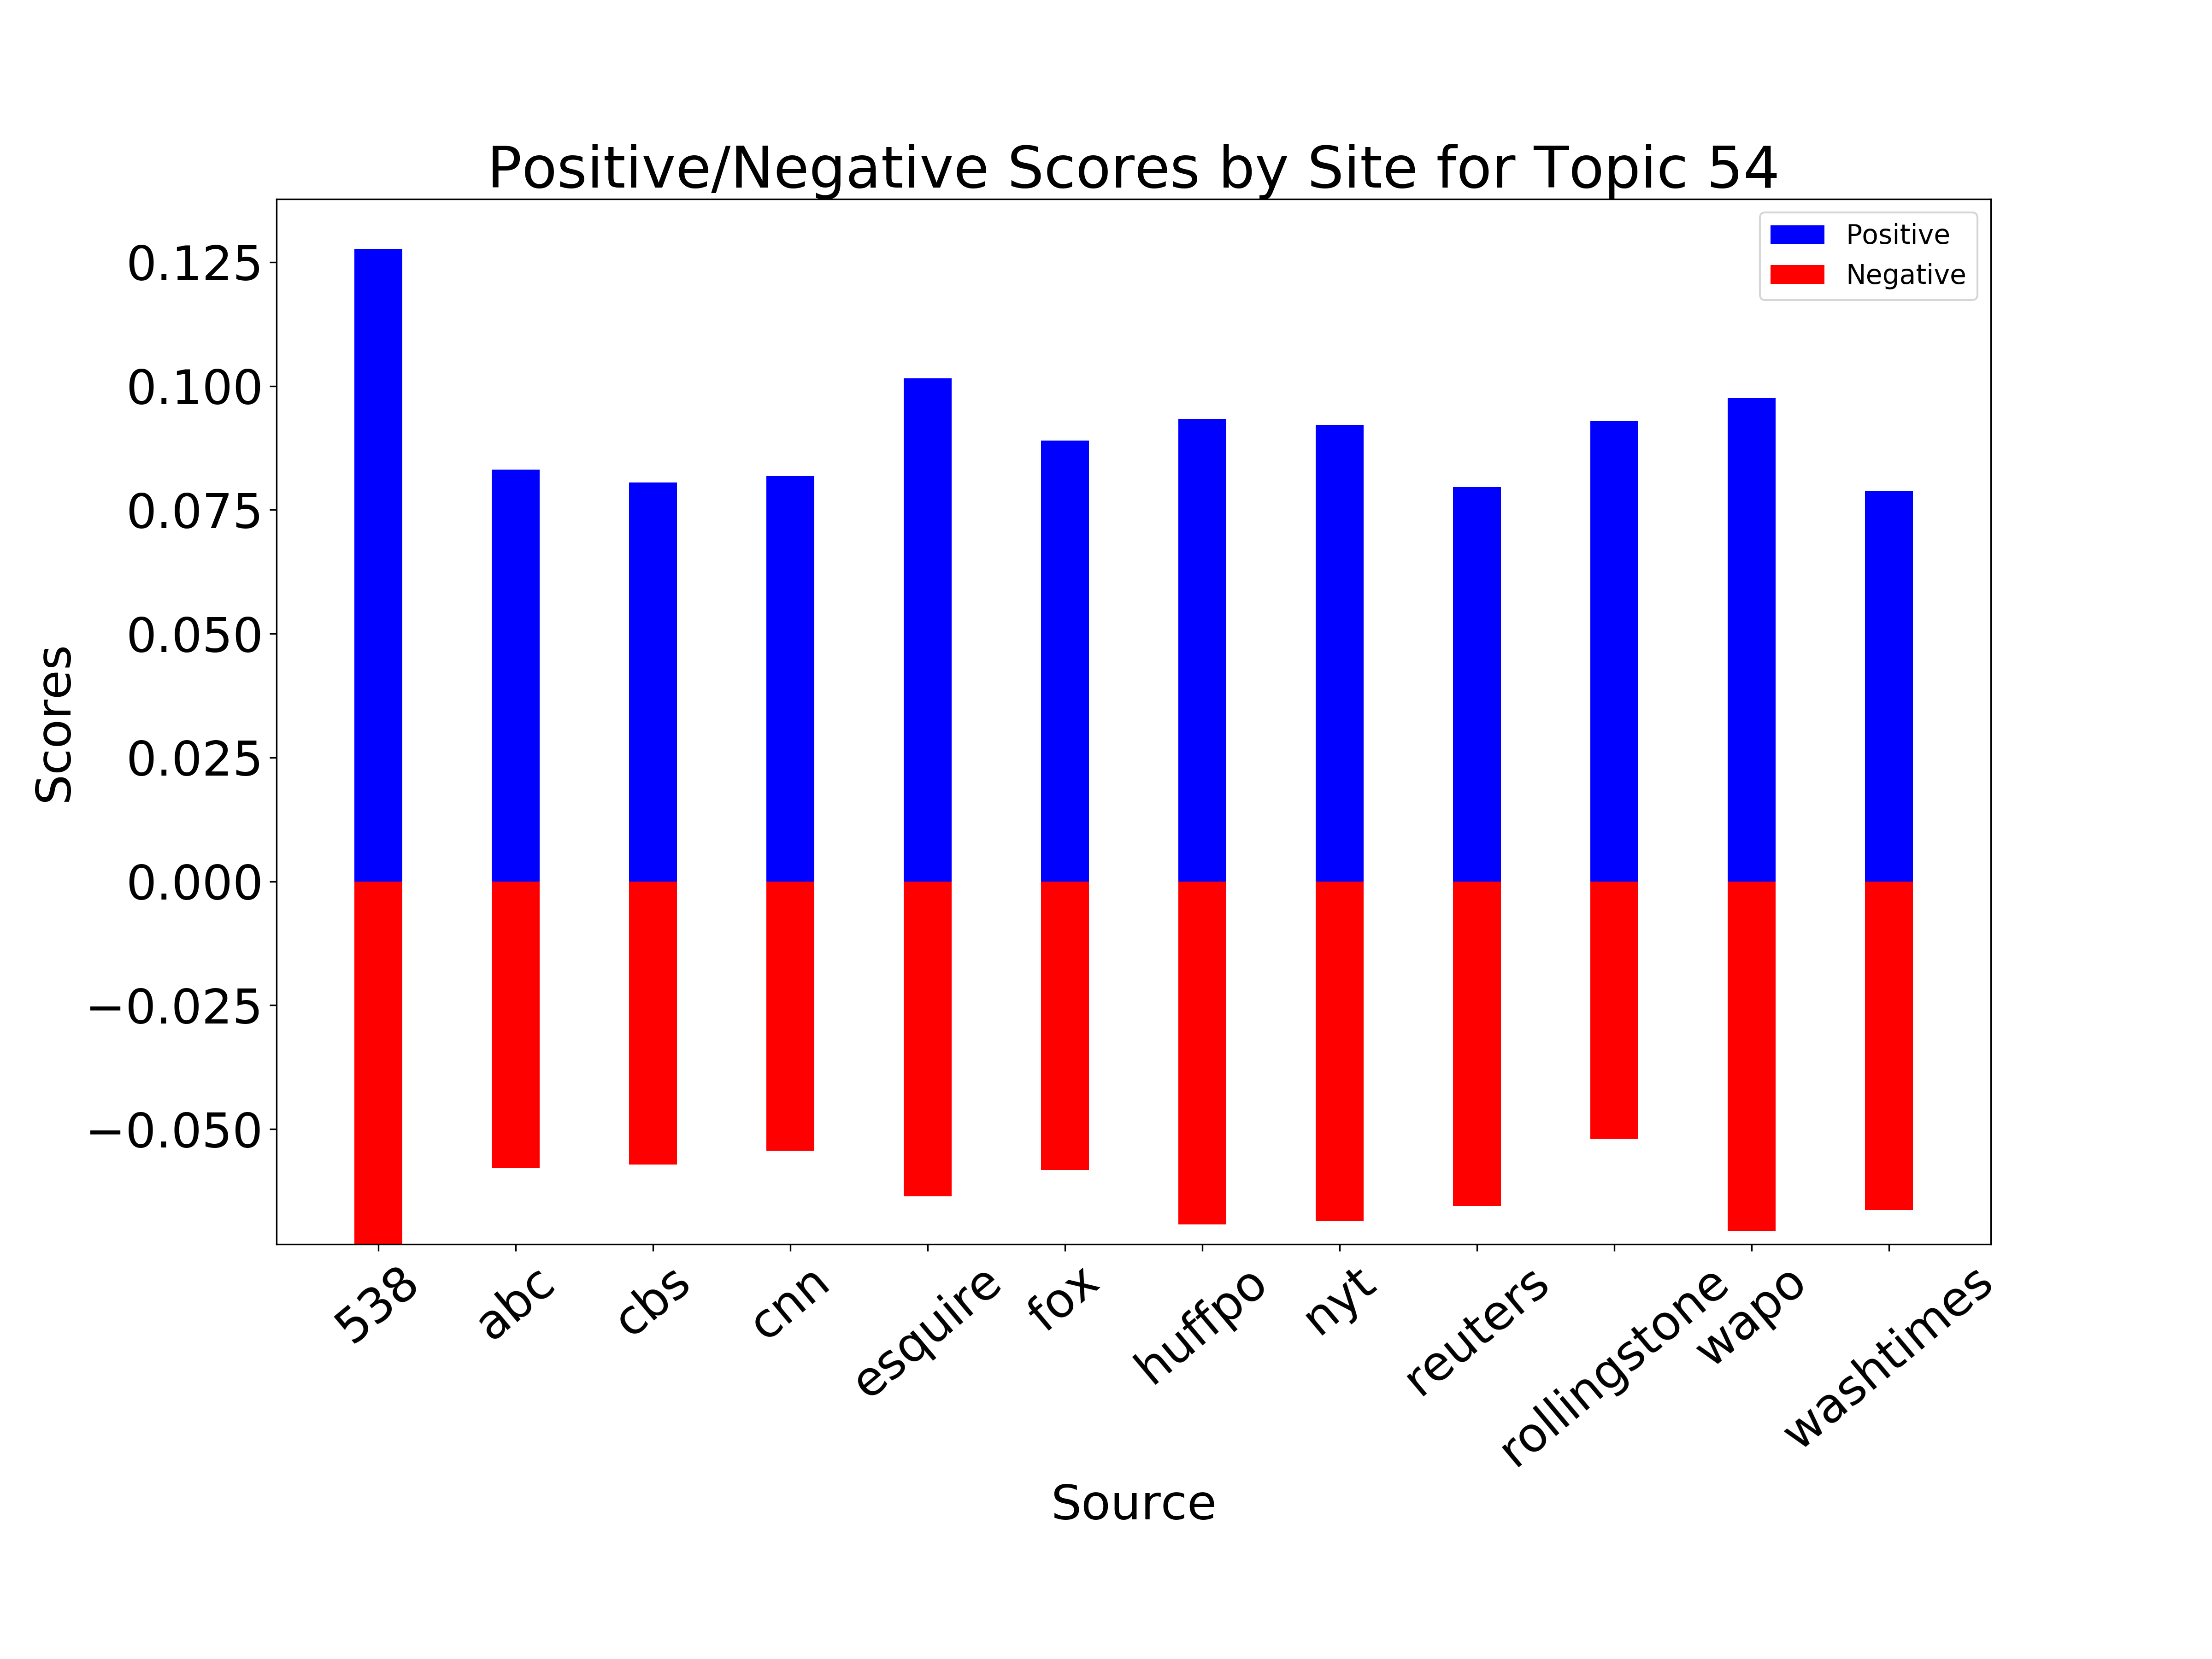 Positive/Negative Scores by Site for Topic 54
Positive
Negative
0.125
0.100
0.075
0.050
0.025
0.000
−0.025
−0.050
Scores
538
abc
cbs
cnn
esquire
fox
huffpo
nyt
reuters
rollingstone
wapo
washtimes
Source